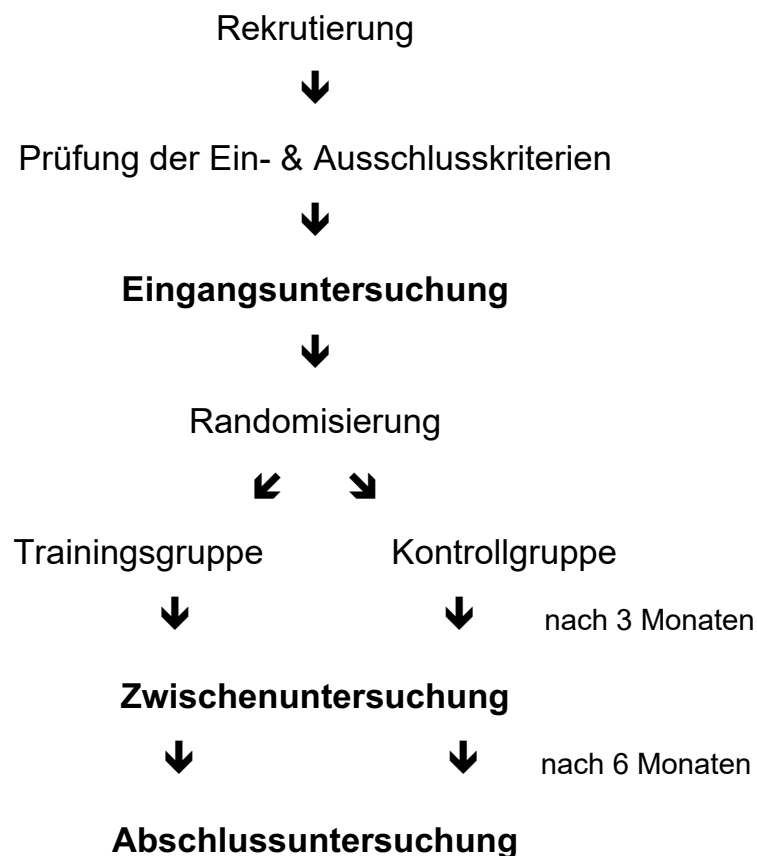 Rekrutierung
Prüfung der Ein- & Ausschlusskriterien
Eingangsuntersuchung
Randomisierung
Trainingsgruppe Kontrollgruppe
nach 3 Monaten
Zwischenuntersuchung
nach 6 Monaten
Abschlussuntersuchung